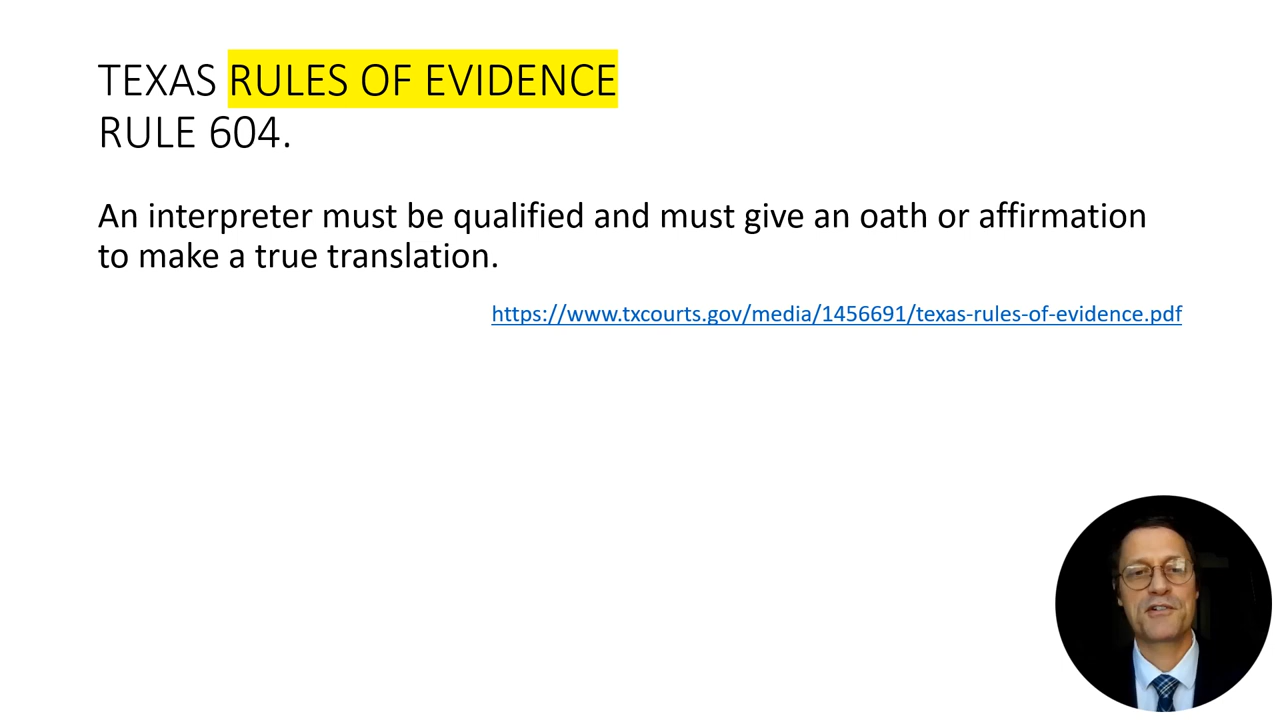 TEXAS RULES OF EVIDENCE
RULE 604.
An interpreter must be qualified and must give an oath or affirmation
to make a true translation.
https://www.txcourts.gov/media/1456691/texas-rules-of-evidence.pdf